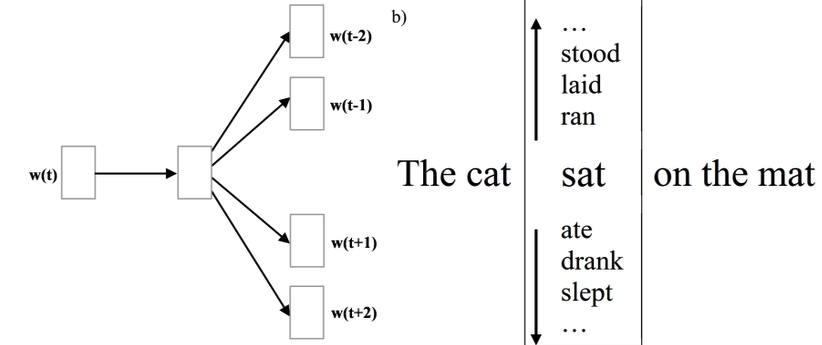 w(t)
w(t-2)
w(t-1)
w(t+1)
w(t+2)
b)
…
stood
laid
ran
The cat sat on the mat
ate
drank
slept
…